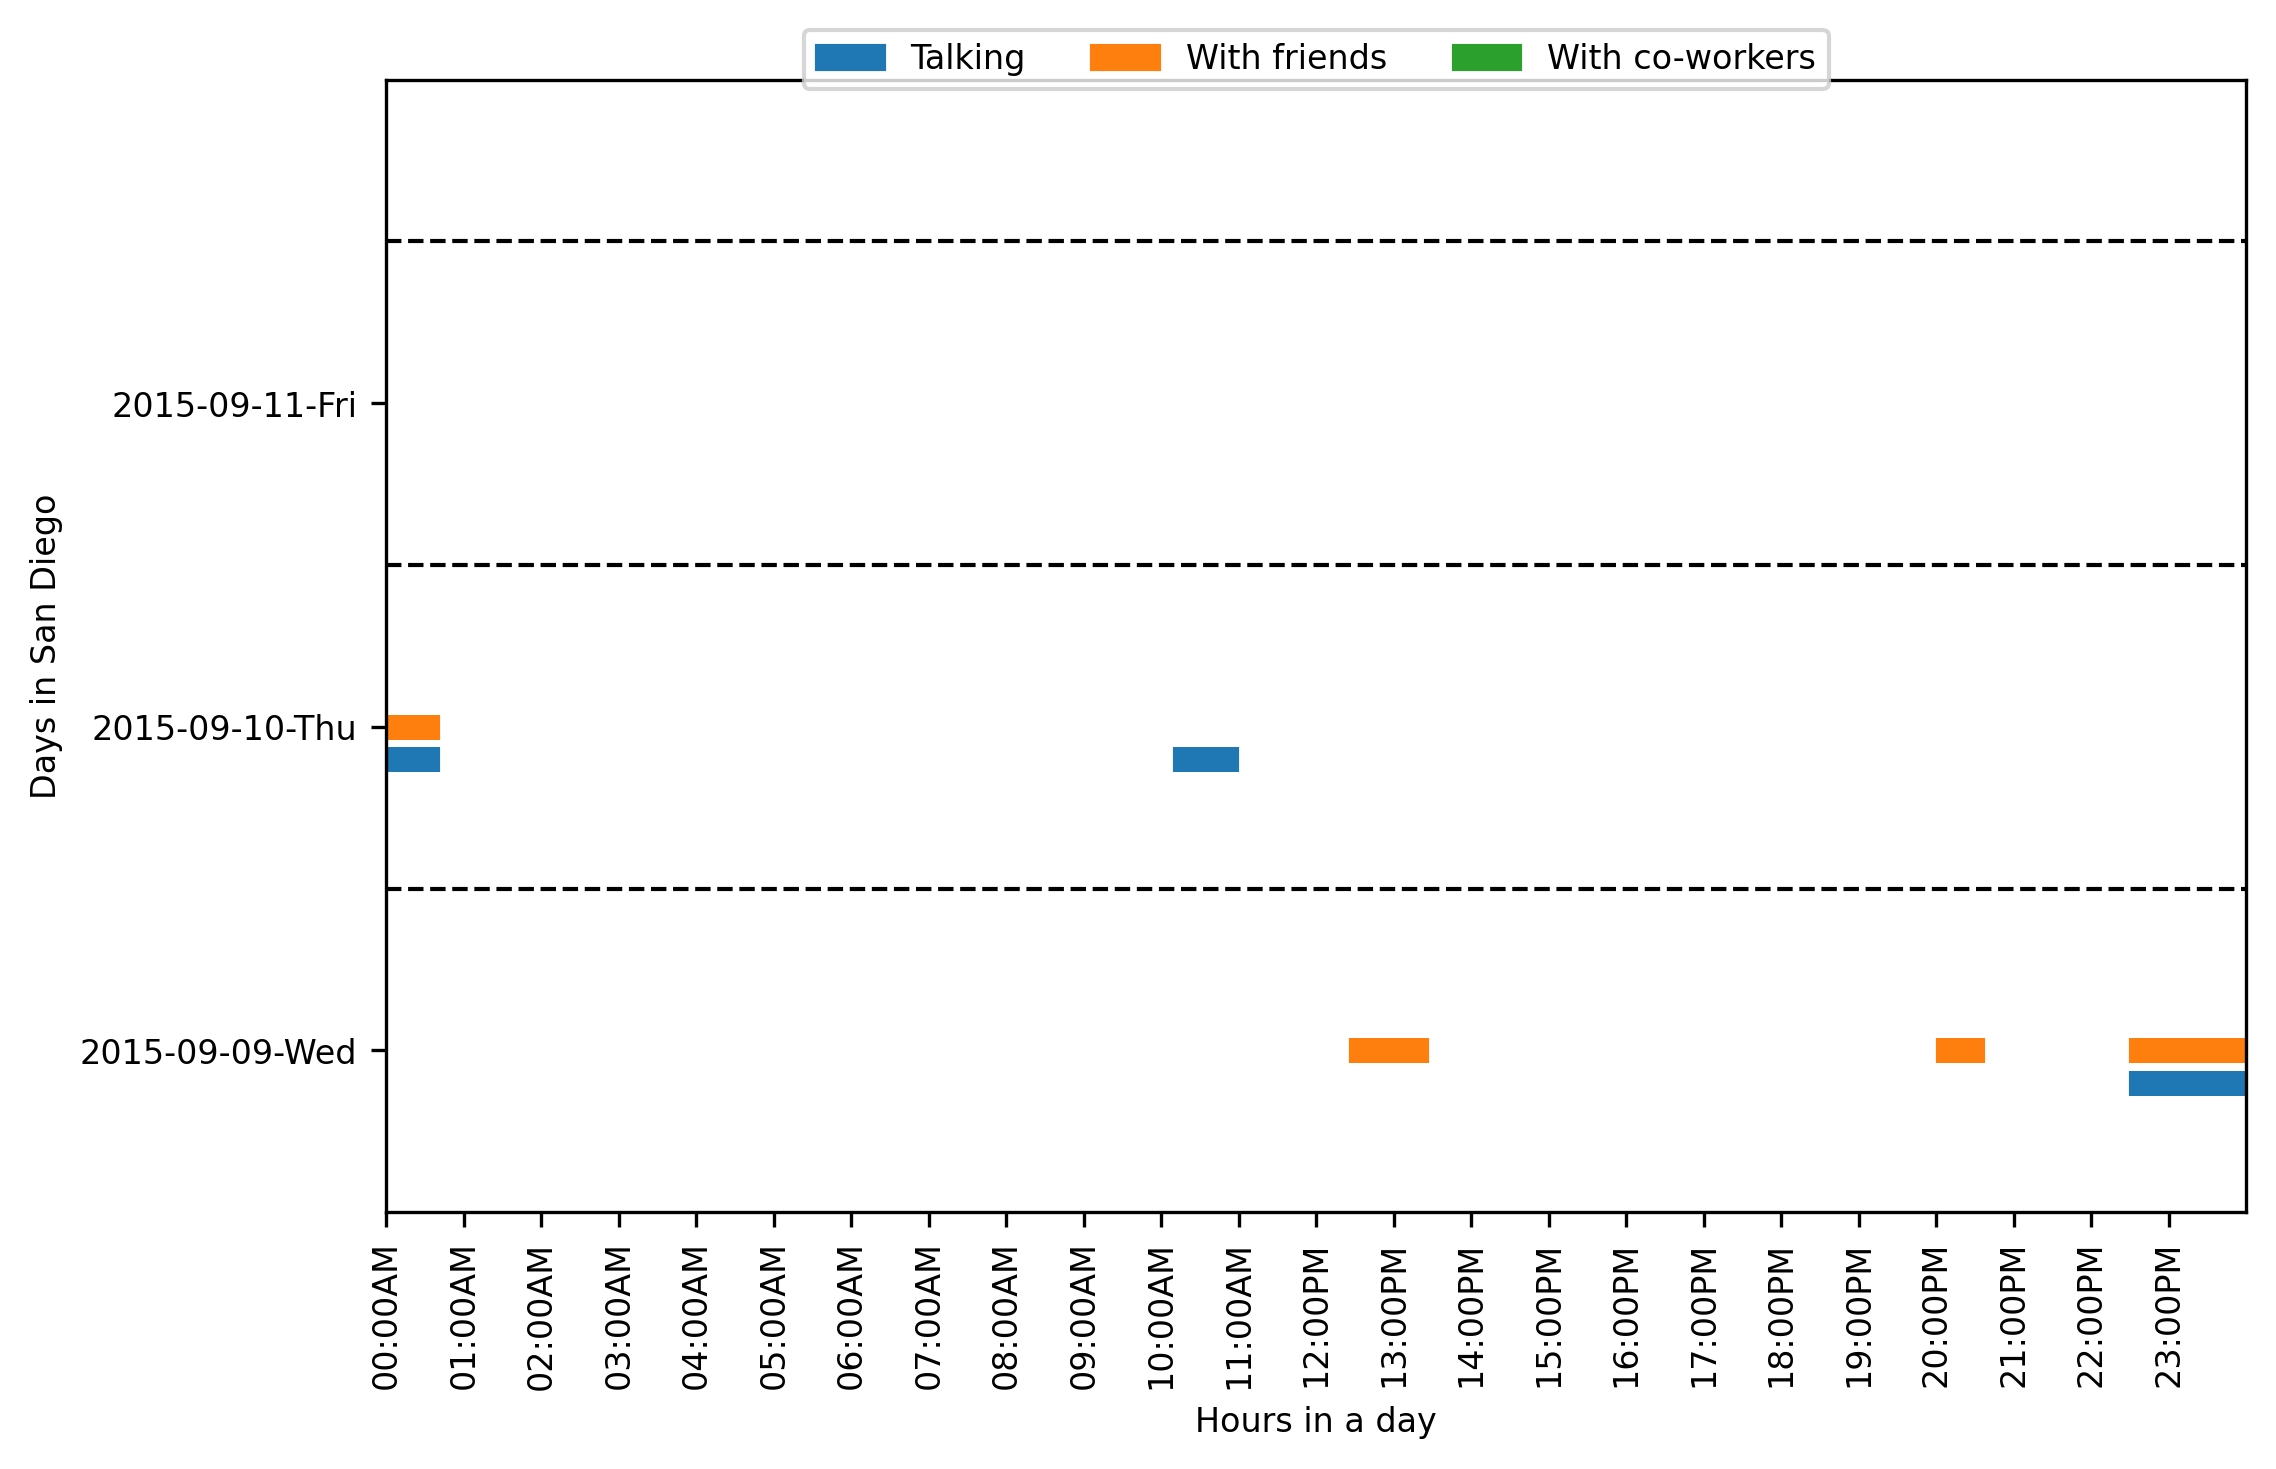 Talking With friends With co-workers
Days in San Diego
2015-09-11-Fri
2015-09-10-Thu
2015-09-09-Wed
00:00AM
01:00AM
02:00AM
03:00AM
04:00AM
05:00AM
06:00AM
07:00AM
08:00AM
09:00AM
10:00AM
11:00AM
12:00PM
13:00PM
14:00PM
15:00PM
16:00PM
17:00PM
18:00PM
19:00PM
20:00PM
21:00PM
22:00PM
23:00PM
Hours in a day